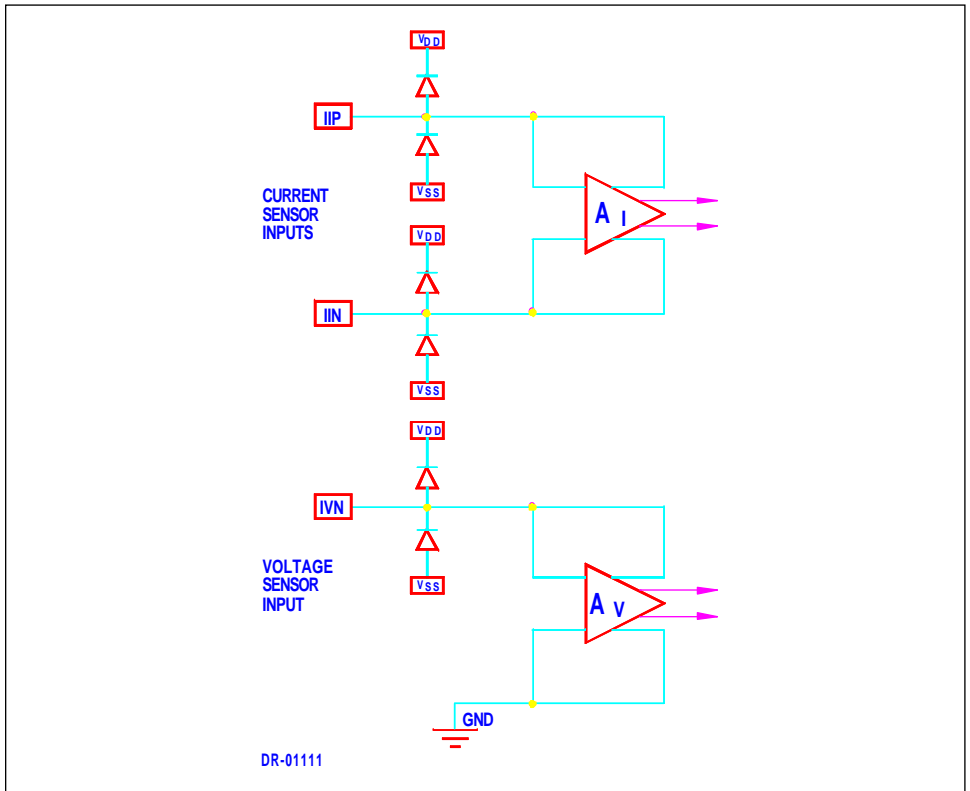 VDD
IIP
VSS
CURRENT
SENSOR
INPUTS
A I
VDD
IIN
VSS
VDD
IVN
VSS
VOLTAGE
SENSOR
INPUT
A V
GND
DR-01111